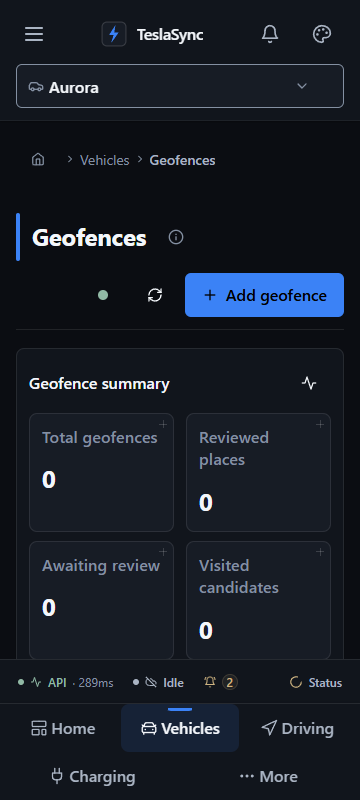 TeslaSync
Aurora
Vehicles
Geofences
Geofences
Add geofence
Geofence summary
Total geofences
0
Reviewed
places
0
Awaiting review
0
Visited
candidates
0
API · 289ms
Idle
2
Status
Home
Vehicles
Driving
Charging
More